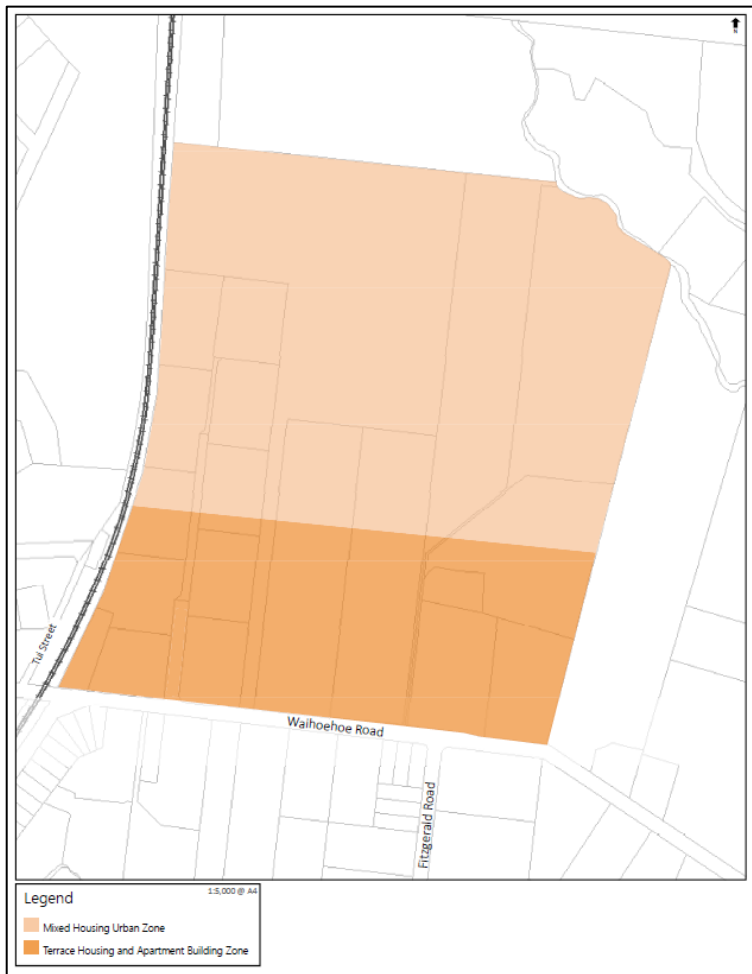 N
Tui Street
Waihoehoe Road
Fitzgerald Road
Legend
1:5,000 @ A4
Mixed Housing Urban Zone
Terrace Housing and Apartment Building Zone